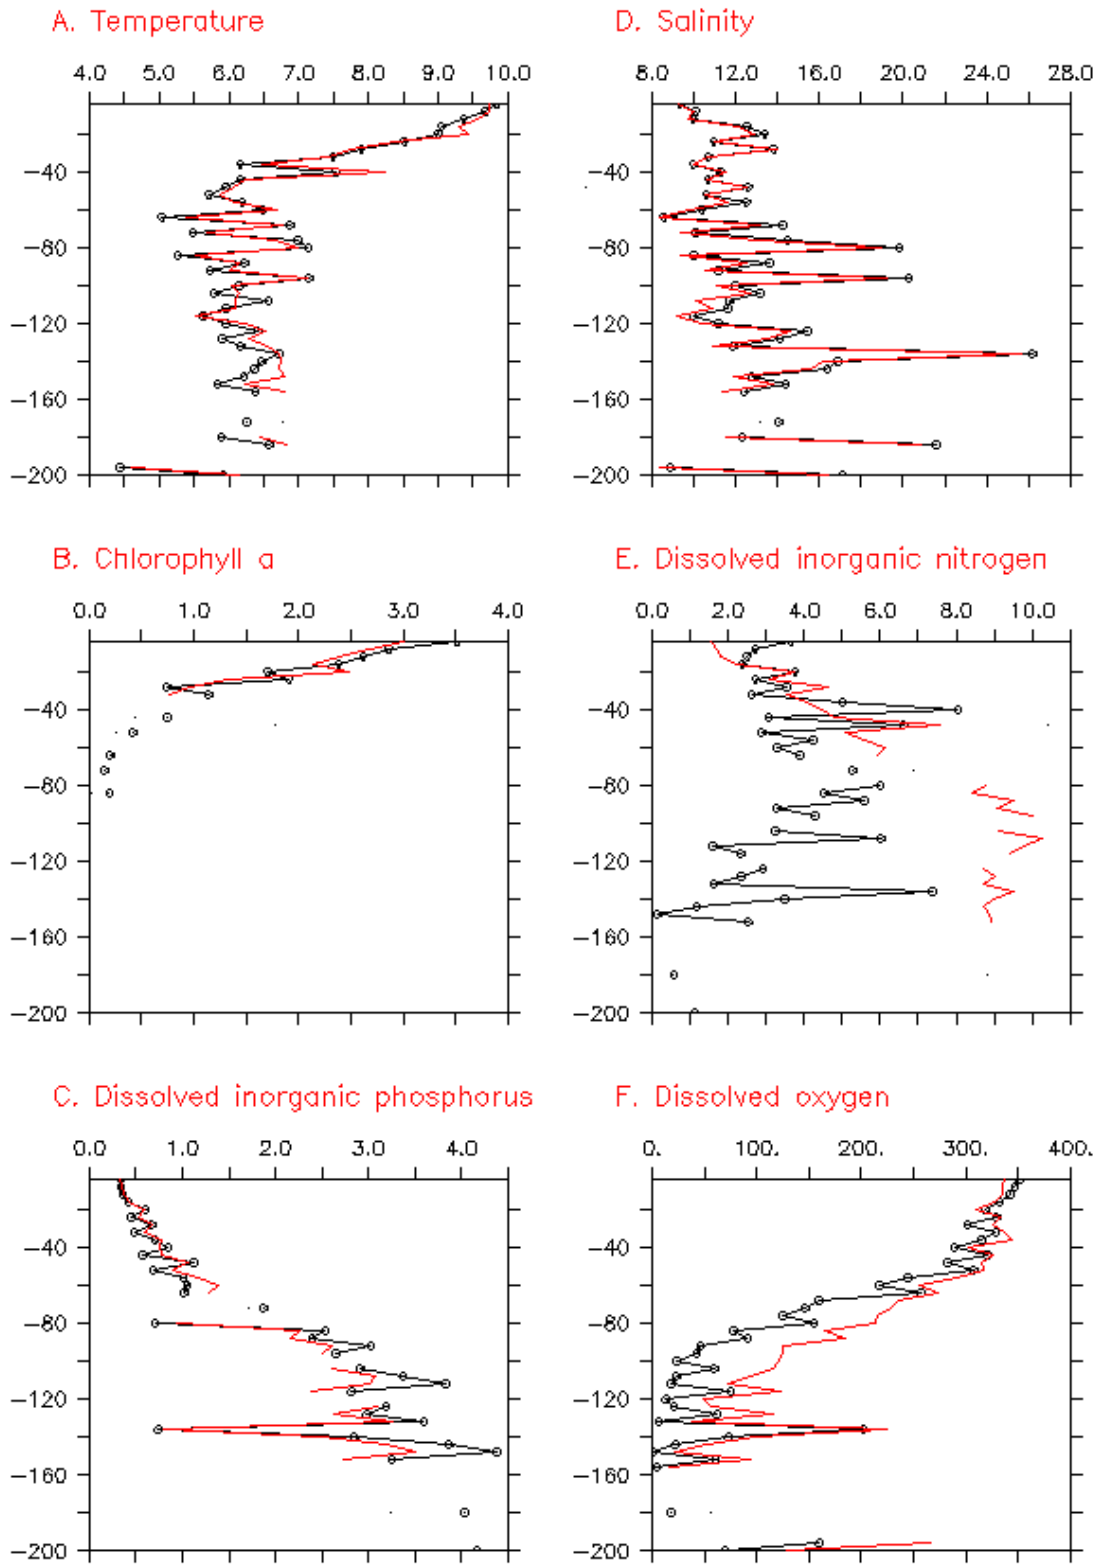 A. Temperature
4.0 5.0 6.0 7.0 8.0 9.0 10.0
-40
-80
-120
-160
-200
D. Salinity
8.0 12.0 16.0 20.0 24.0 28.0
-40
-80
-120
-160
-200
B. Chlorophyll a
0.0 1.0 2.0 3.0 4.0
-40
-80
-120
-160
-200
E. Dissolved inorganic nitrogen
0.0 2.0 4.0 6.0 8.0 10.0
-40
-80
-120
-160
-200
C. Dissolved inorganic phosphorus
0.0 1.0 2.0 3.0 4.0
-40
-80
-120
-160
-200
F. Dissolved oxygen
0. 100. 200. 300. 400.
-40
-80
-120
-160
-200